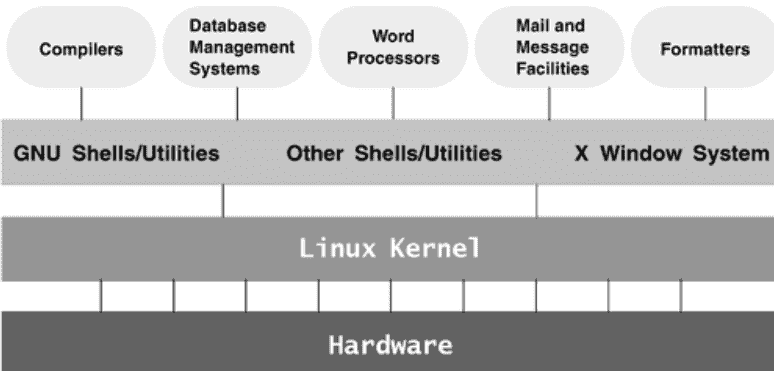 Compilers
Database
Management
Systems
Word
Processors
Mail and
Message
Facilities
Formatters
GNU Shells/Utilities
Other Shells/Utilities
X Window System
Linux Kernel
Hardware